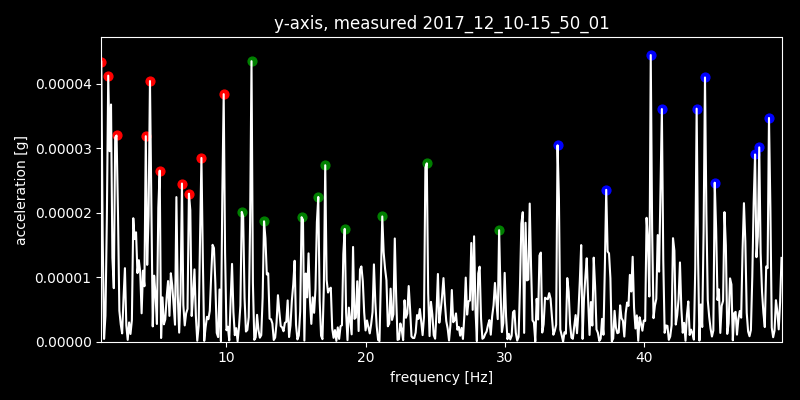 y-axis, measured 2017_12_10-15_50_01
acceleration [g]
0.00004
0.00003
0.00002
0.00001
0.00000
10 20 30 40
frequency [Hz]